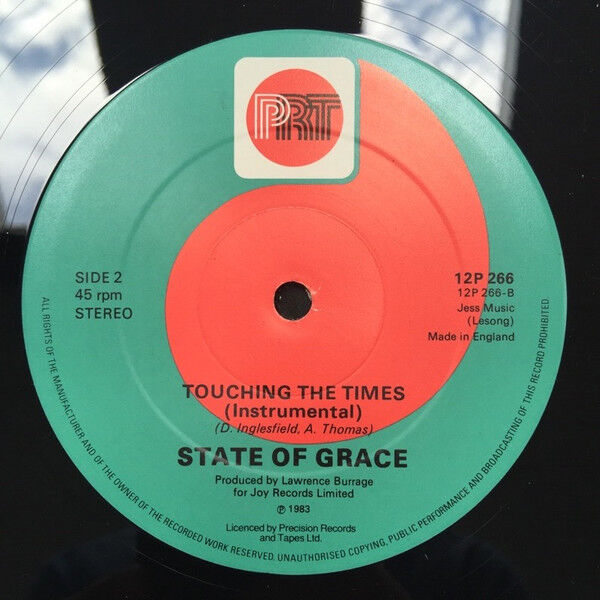 PRT
SIDE 2
45 rpm
STEREO
12P 266
12P 266-B
Jess Music
(Lesong)
Made in England
TOUCHING THE TIMES
(Instrumental)
(D. Inglesfield, A. Thomas)
STATE OF GRACE
Produced by Lawrence Burrage
for Joy Records Limited
℗ 1983
Licenced by Precision Records
and Tapes Ltd.
ALL RIGHTS OF THE MANUFACTURER AND OF THE OWNER OF THE RECORDED WORK RESERVED. UNAUTHORISED COPYING, PUBLIC PERFORMANCE AND BROADCASTING OF THIS RECORD PROHIBITED